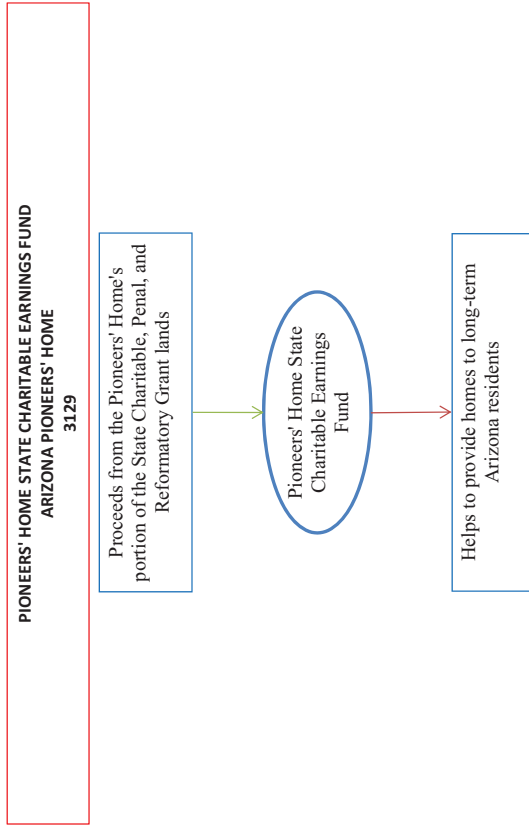 PIONEERS' HOME STATE CHARITABLE EARNINGS FUND
ARIZONA PIONEERS' HOME
3129
Proceeds from the Pioneers' Home's
portion of the State Charitable, Penal, and
Reformatory Grant lands
Pioneers' Home State
Charitable Earnings
Fund
Helps to provide homes to long-term
Arizona residents